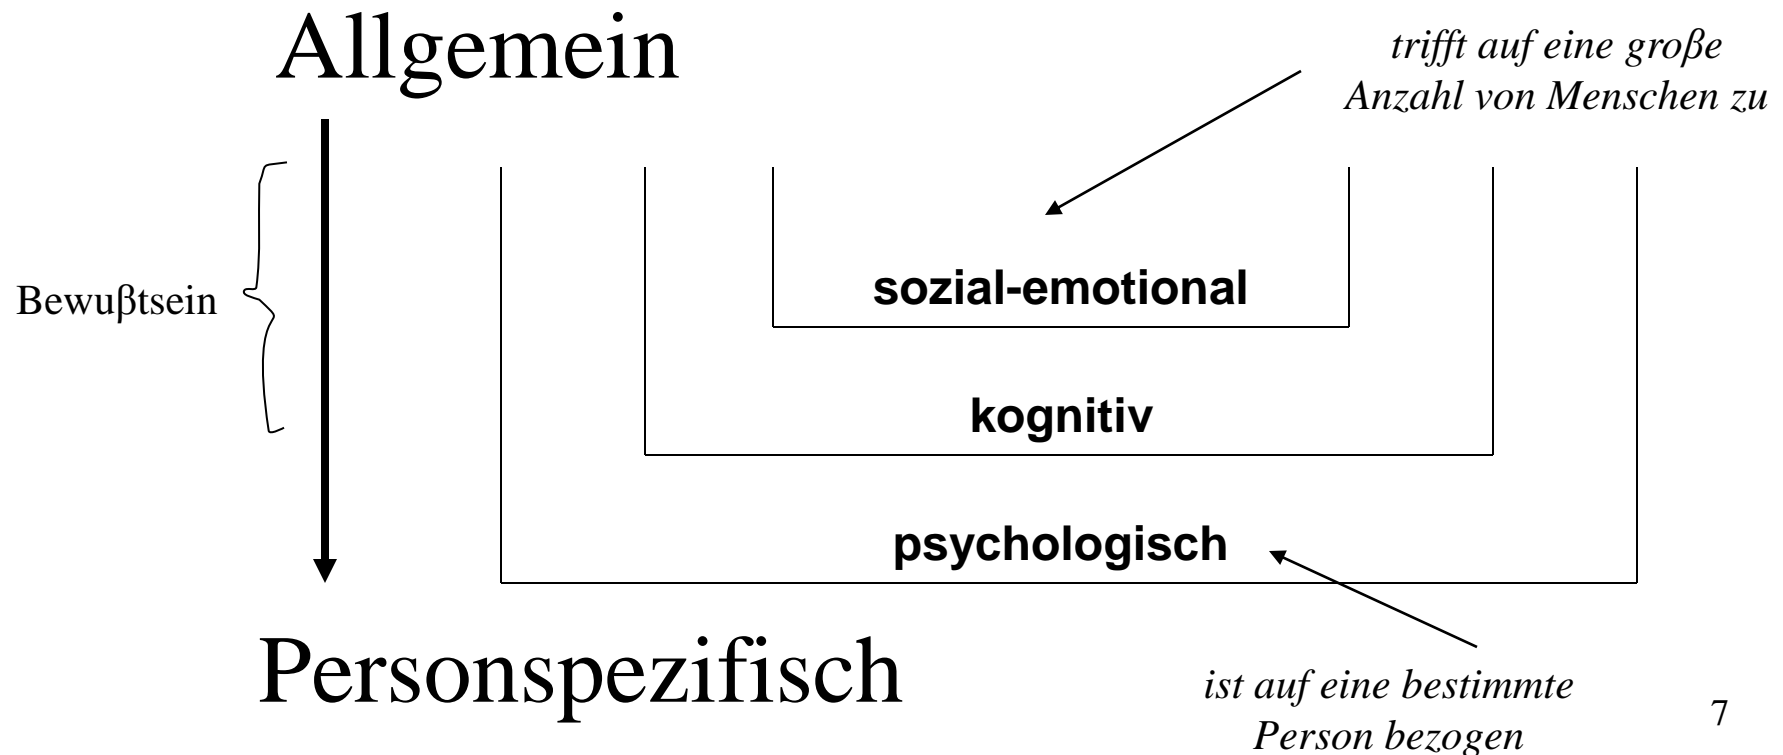 Allgemein
trifft auf eine große
Anzahl von Menschen zu
sozial-emotional
Bewußtsein
kognitiv
psychologisch
Personspezifisch
ist auf eine bestimmte
Person bezogen
7